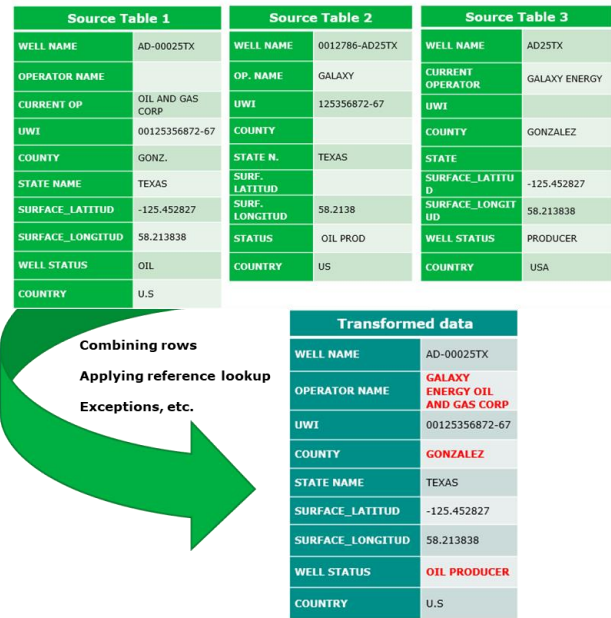 Source Table 1
WELL NAME AD-00025TX
OPERATOR NAME
CURRENT OP OIL AND GAS
CORP
UWI 00125356872-67
COUNTY GONZ.
STATE NAME TEXAS
SURFACE_LATITUD -125.452827
SURFACE_LONGITUD 58.213838
WELL STATUS OIL
COUNTRY U.S
Source Table 2
WELL NAME 0012786-AD25TX
OP. NAME GALAXY
UWI 125356872-67
COUNTY
STATE N. TEXAS
SURF.
LATITUD
SURF.
LONGITUD 58.2138
STATUS OIL PROD
COUNTRY US
Source Table 3
WELL NAME AD25TX
CURRENT
OPERATOR GALAXY ENERGY
UWI
COUNTY GONZALEZ
STATE
SURFACE_LATITU
D -125.452827
SURFACE_LONGIT
UD 58.213838
WELL STATUS PRODUCER
COUNTRY USA
Combining rows
Applying reference lookup
Exceptions, etc.
Transformed data
WELL NAME AD-00025TX
OPERATOR NAME GALAXY
ENERGY OIL
AND GAS CORP
UWI 00125356872-67
COUNTY GONZALEZ
STATE NAME TEXAS
SURFACE_LATITUD -125.452827
SURFACE_LONGITUD 58.213838
WELL STATUS OIL PRODUCER
COUNTRY U.S